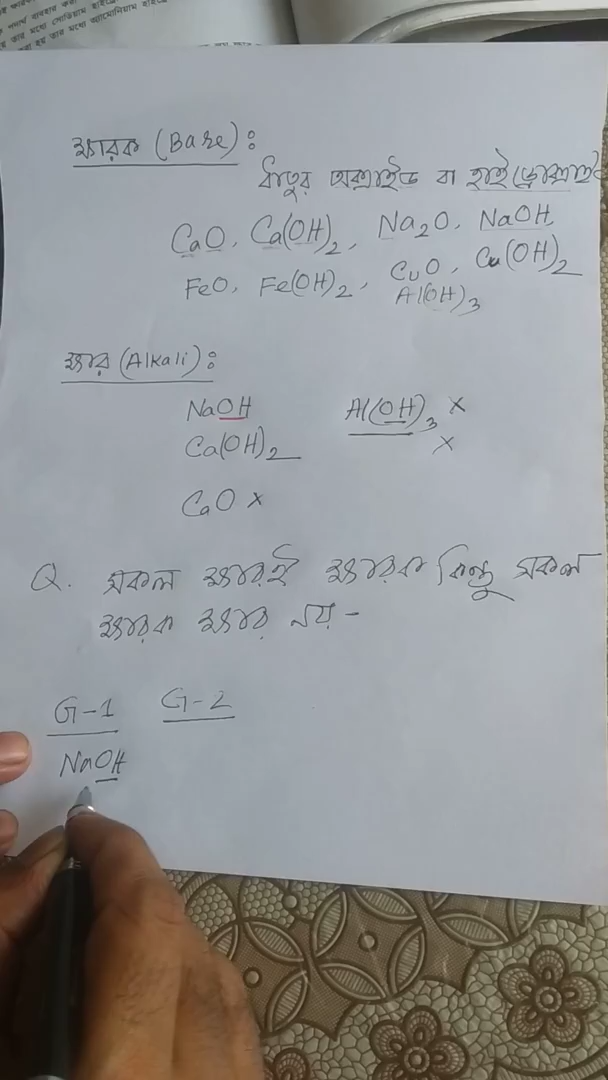 ক্ষারক (Base):
ধাতুর অক্সাইড বা হাইড্রোক্সাইড
CaO, Ca(OH)2, Na2O, NaOH,
FeO, Fe(OH)2, CuO, Cu(OH)2
Al(OH)3
ক্ষার (Alkali):
NaOH Al(OH)3 ×
Ca(OH)2 ×
CaO ×
Q. সকল ক্ষারই ক্ষারক কিন্তু সকল
ক্ষারক ক্ষার নয় -
G-1 G-2
NaOH